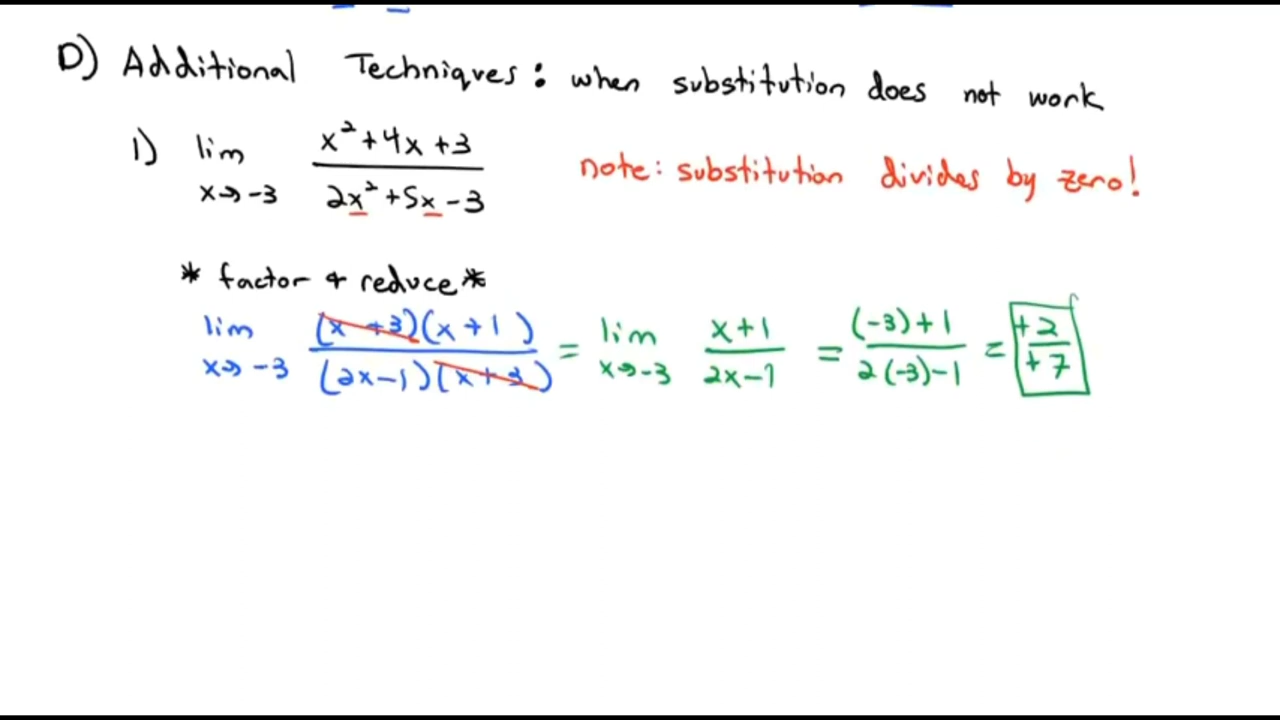 D) Additional Techniques: when substitution does not work
1) lim x→-3 (x²+4x+3)/(2x²+5x-3) note: substitution divides by zero!
* factor + reduce *
lim x→-3 (x+3)(x+1)/(2x-1)(x+3) = lim x→-3 (x+1)/(2x-1) = ((-3)+1)/(2(-3)-1) = +2/+7